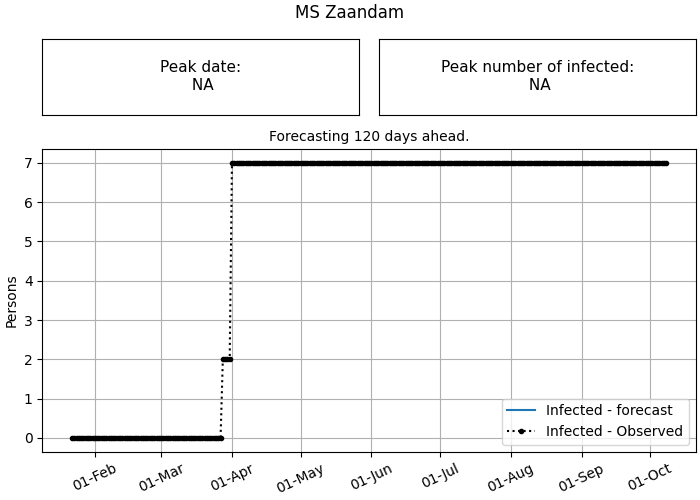 MS Zaandam
Peak date:
NA
Peak number of infected:
NA
Forecasting 120 days ahead.
7
6
5
4
3
2
1
0
Persons
Infected - forecast
Infected - Observed
01-Feb
01-Mar
01-Apr
01-May
01-Jun
01-Jul
01-Aug
01-Sep
01-Oct